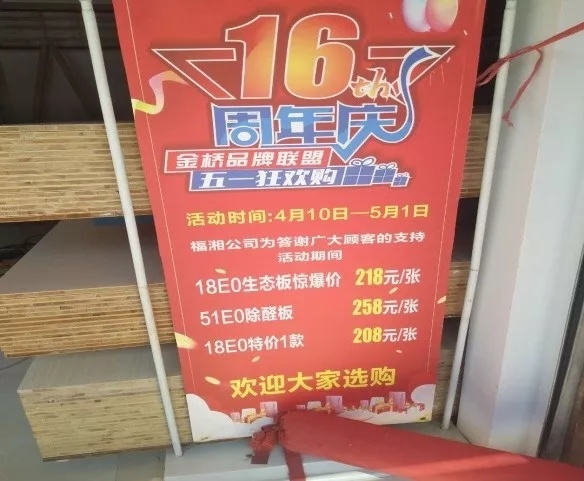 16th
周年庆
金桥品牌联盟
五一狂欢购
活动时间:4月10日—5月1日
福湘公司为答谢广大顾客的支持
活动期间
18E0生态板惊爆价 218元/张
51E0除醛板 258元/张
18E0特价1款 208元/张
欢迎大家选购